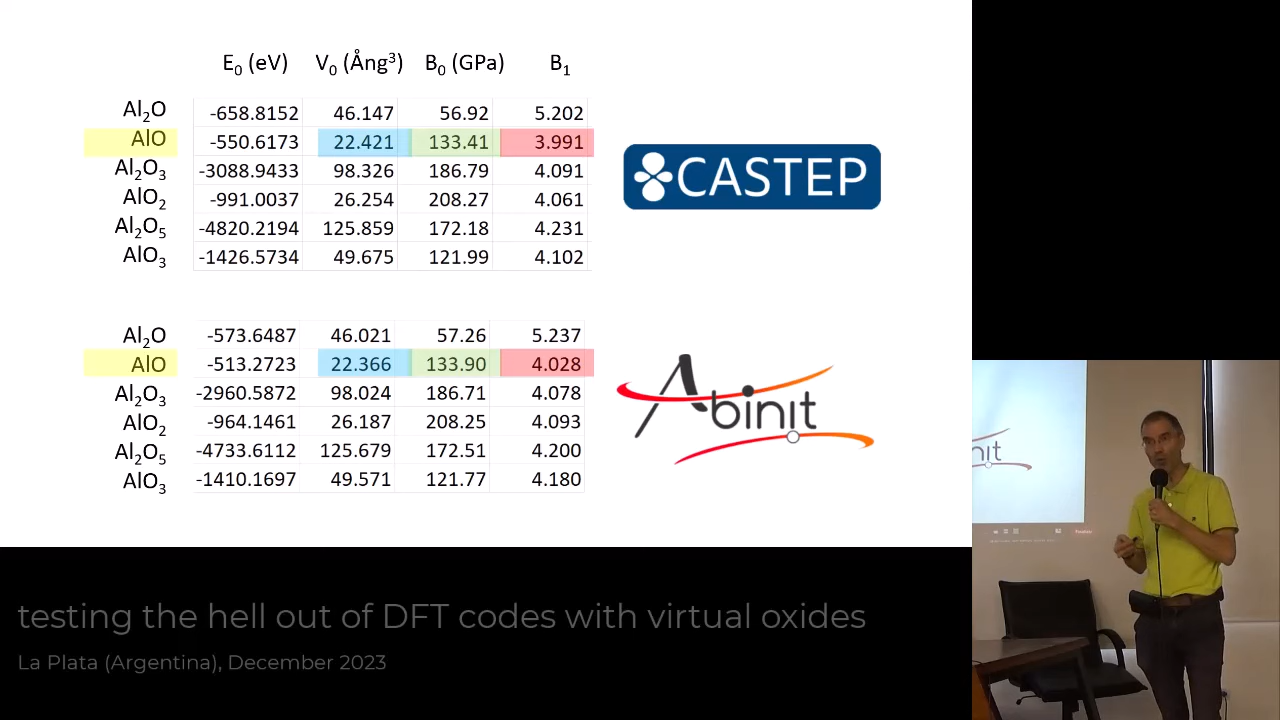 E₀ (eV) V₀ (Ång³) B₀ (GPa) B₁
Al₂O -658.8152 46.147 56.92 5.202
AlO -550.6173 22.421 133.41 3.991
Al₂O₃ -3088.9433 98.326 186.79 4.091
AlO₂ -991.0037 26.254 208.27 4.061
Al₂O₅ -4820.2194 125.859 172.18 4.231
AlO₃ -1426.5734 49.675 121.99 4.102
CASTEP
Al₂O -573.6487 46.021 57.26 5.237
AlO -513.2723 22.366 133.90 4.028
Al₂O₃ -2960.5872 98.024 186.71 4.078
AlO₂ -964.1461 26.187 208.25 4.093
Al₂O₅ -4733.6112 125.679 172.51 4.200
AlO₃ -1410.1697 49.571 121.77 4.180
Abinit
nit
testing the hell out of DFT codes with virtual oxides
La Plata (Argentina), December 2023